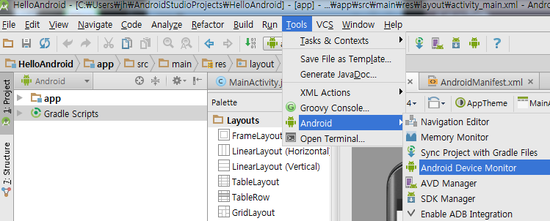 HelloAndroid - [C:₩Users₩jhw₩AndroidStudioProjects₩HelloAndroid] - [app] - ...₩app₩src₩main₩res₩layout₩activity_main.xml - Android
File Edit View Navigate Code Analyze Refactor Build Run Tools VCS Window Help
HelloAndroid app src main res layout
Tasks & Contexts
Save File as Template...
Generate JavaDoc...
XML Actions
Groovy Console...
Android
Open Terminal...
1: Project
7: Structure
Android
app
Gradle Scripts
MainActivity.j
AndroidManifest.xml
Palette
4 AppTheme MainA
Layouts
FrameLayout
LinearLayout (Horizontal)
LinearLayout (Vertical)
TableLayout
TableRow
GridLayout
Navigation Editor
Memory Monitor
Sync Project with Gradle Files
Android Device Monitor
AVD Manager
SDK Manager
Enable ADB Integration